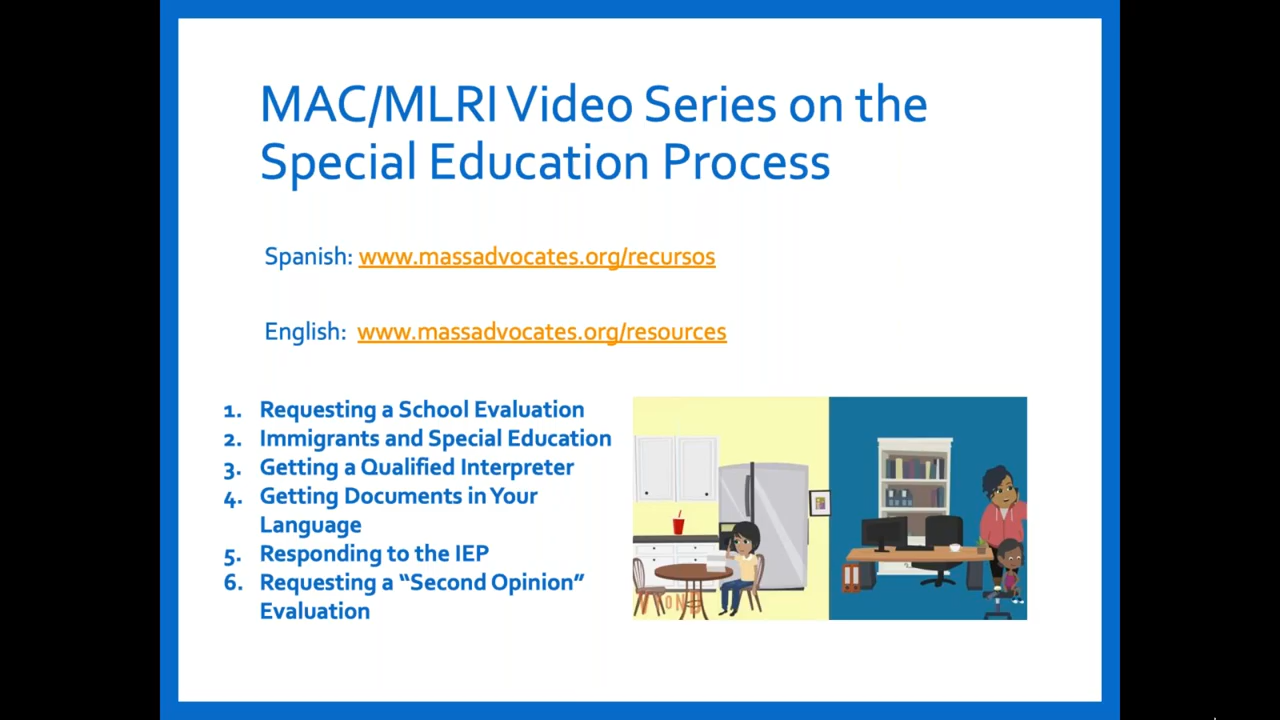 MAC/MLRI Video Series on the
Special Education Process
Spanish: www.massadvocates.org/recursos
English: www.massadvocates.org/resources
1. Requesting a School Evaluation
2. Immigrants and Special Education
3. Getting a Qualified Interpreter
4. Getting Documents in Your
Language
5. Responding to the IEP
6. Requesting a “Second Opinion”
Evaluation